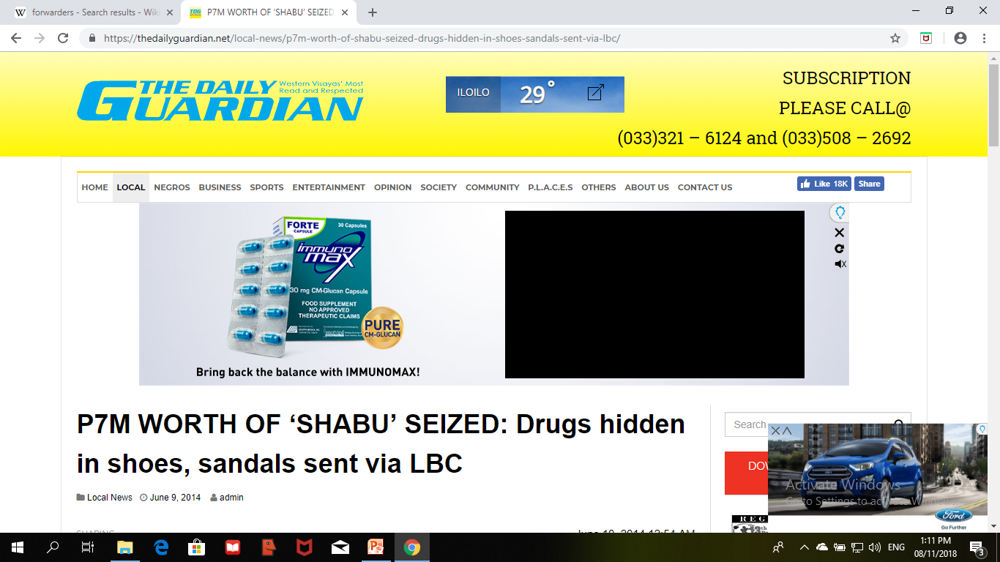 forwarders - Search results - Wiki
P7M WORTH OF ‘SHABU’ SEIZED
https://thedailyguardian.net/local-news/p7m-worth-of-shabu-seized-drugs-hidden-in-shoes-sandals-sent-via-lbc/
THE DAILY GUARDIAN
Western Visayas' Most
Read and Respected
ILOILO 29°
SUBSCRIPTION
PLEASE CALL@
(033)321 – 6124 and (033)508 – 2692
HOME LOCAL NEGROS BUSINESS SPORTS ENTERTAINMENT OPINION SOCIETY COMMUNITY P.L.A.C.E.S OTHERS ABOUT US CONTACT US
Like 18K Share
FORTE
CAPSULE
30 Capsules
immuno
max
30 mg CM-Glucan Capsule
FOOD SUPPLEMENT
NO APPROVED
THERAPEUTIC CLAIMS
PURE
CM-GLUCAN
Bring back the balance with IMMUNOMAX!
P7M WORTH OF ‘SHABU’ SEIZED: Drugs hidden
in shoes, sandals sent via LBC
Local News June 9, 2014 admin
SHARING
June 10, 2014 12:54 AM
Search
DOW
REG
Activate Windows
Go to Settings to activate Windows
Ford
Go Further
ENG
1:11 PM
08/11/2018
3